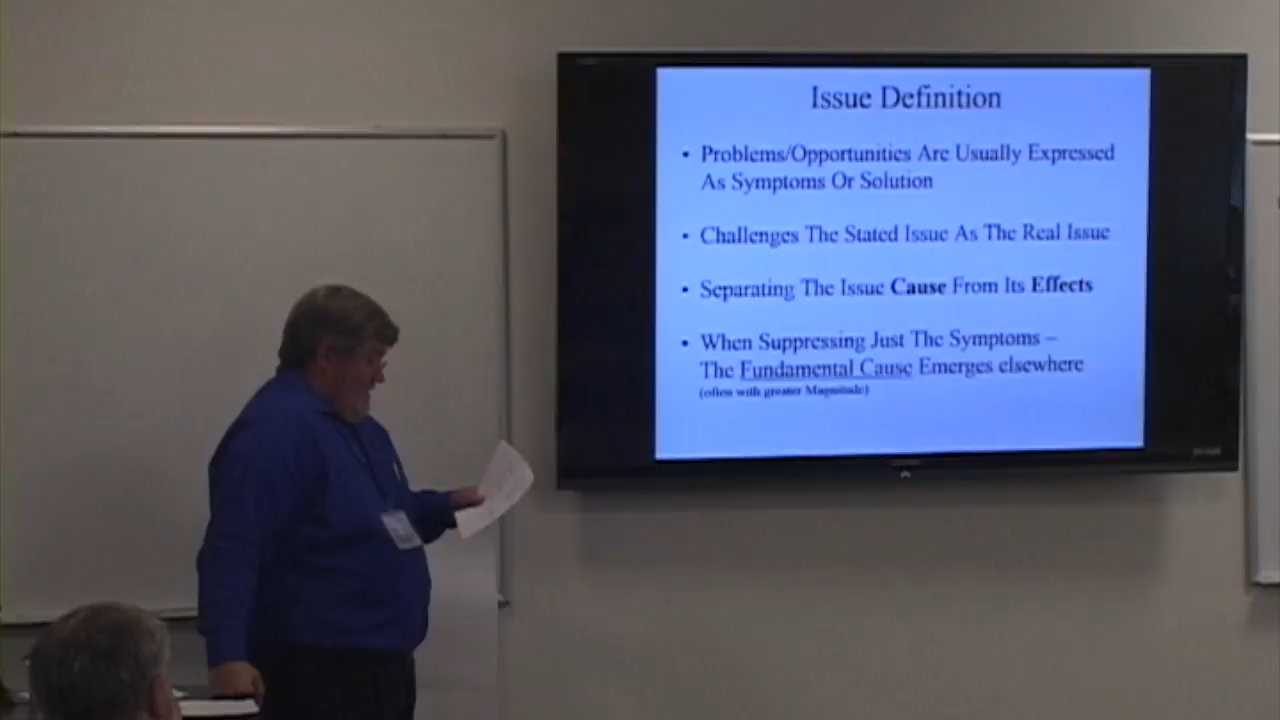 Issue Definition
• Problems/Opportunities Are Usually Expressed
As Symptoms Or Solution
• Challenges The Stated Issue As The Real Issue
• Separating The Issue Cause From Its Effects
• When Suppressing Just The Symptoms –
The Fundamental Cause Emerges elsewhere
(often with greater Magnitude)